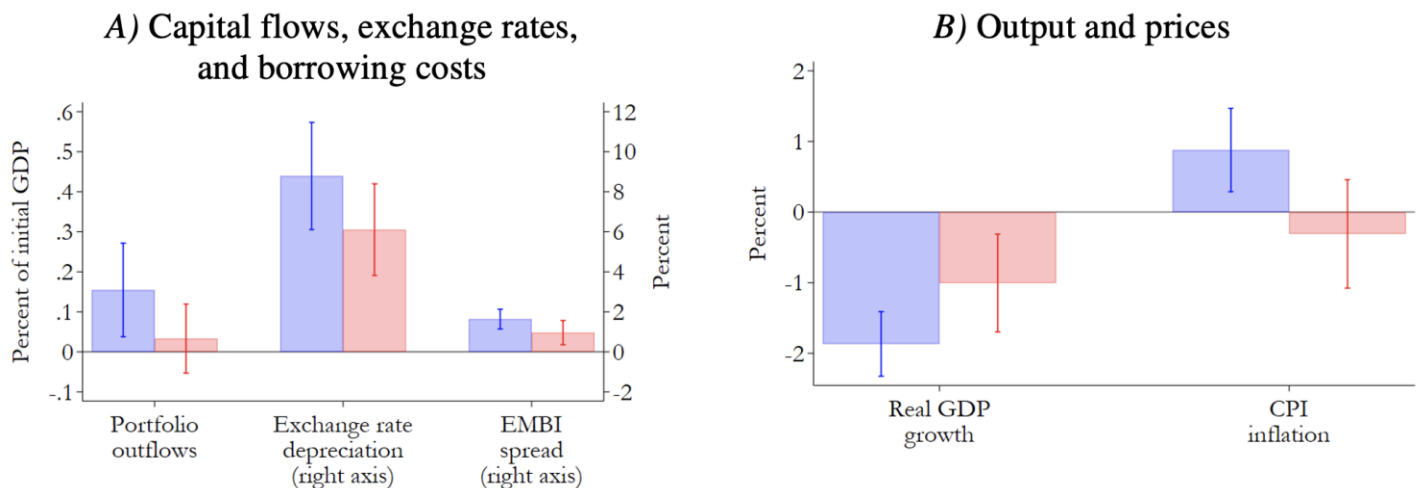 A) Capital flows, exchange rates,
and borrowing costs
Percent of initial GDP
.6
.5
.4
.3
.2
.1
0
-.1
12
10
8
6
4
2
0
-2
Percent
Portfolio
outflows
Exchange rate
depreciation
(right axis)
EMBI
spread
(right axis)
B) Output and prices
Percent
2
1
0
-1
-2
Real GDP
growth
CPI
inflation